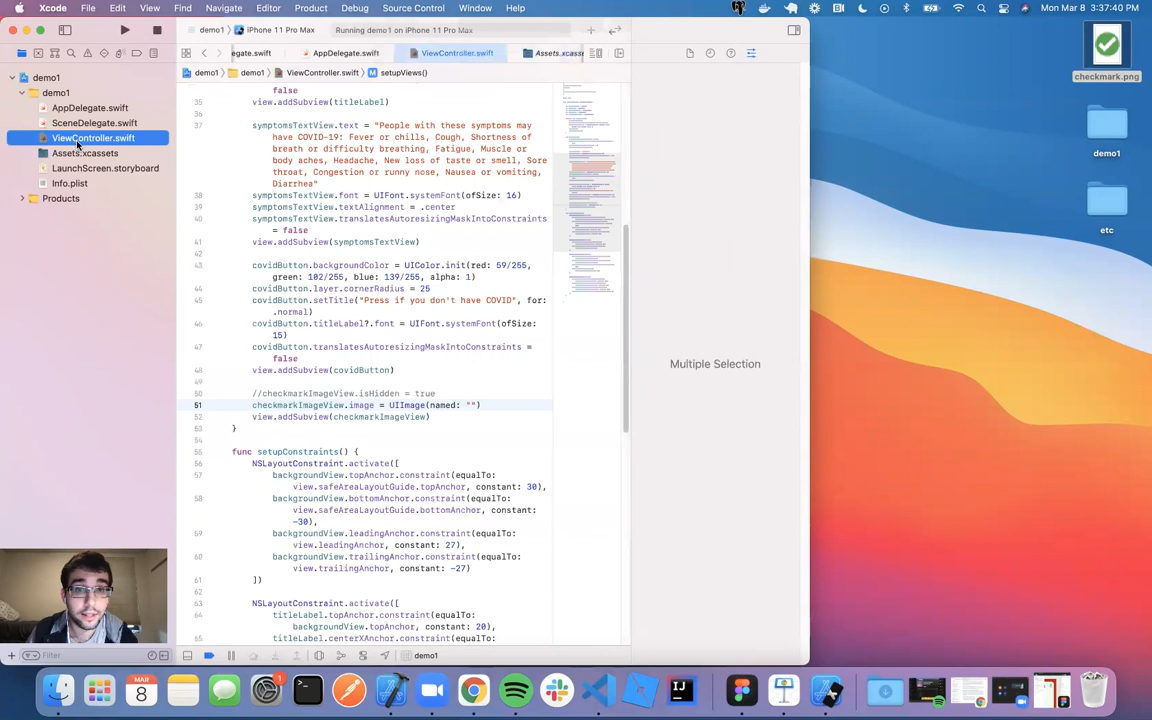 Xcode File Edit View Find Navigate Editor Product Debug Source Control Window Help
Mon Mar 8 3:37:40 PM
demo1 iPhone 11 Pro Max Running demo1 on iPhone 11 Pro Max
egate.swift AppDelegate.swift ViewController.swift Assets.xcass
demo1 demo1 ViewController.swift M setupViews()
demo1
demo1
AppDelegate.swift
SceneDelegate.swift
ViewController.swift
Assets.xcassets
LaunchScreen.storyboard
Info.plist
Products
false
35 view.addSubview(titleLabel)
36
37 symptomsTextView.text = "People with these symptoms may
have COVID-19: Fever or chills, Cough, Shortness of
breath or difficulty breathing, Fatigue, Muscle or
body aches, Headache, New loss of taste or smell, Sore
throat, Congestion or runny nose, Nausea or vomiting,
Diarrhea"
38 symptomsTextView.font = UIFont.systemFont(ofSize: 16)
39 symptomsTextView.textAlignment = .center
40 symptomsTextView.translatesAutoresizingMaskIntoConstraints
= false
41 view.addSubview(symptomsTextView)
42
43 covidButton.backgroundColor = UIColor.init(red: 59/255,
green: 102/255, blue: 139/255, alpha: 1)
44 covidButton.layer.cornerRadius = 25
45 covidButton.setTitle("Press if you don't have COVID", for:
.normal)
46 covidButton.titleLabel?.font = UIFont.systemFont(ofSize:
15)
47 covidButton.translatesAutoresizingMaskIntoConstraints =
false
48 view.addSubview(covidButton)
49
50 //checkmarkImageView.isHidden = true
51 checkmarkImageView.image = UIImage(named: "")
52 view.addSubview(checkmarkImageView)
53 }
54
55 func setupConstraints() {
56 NSLayoutConstraint.activate([
57 backgroundView.topAnchor.constraint(equalTo:
view.safeAreaLayoutGuide.topAnchor, constant: 30),
58 backgroundView.bottomAnchor.constraint(equalTo:
view.safeAreaLayoutGuide.bottomAnchor, constant:
-30),
59 backgroundView.leadingAnchor.constraint(equalTo:
view.leadingAnchor, constant: 27),
60 backgroundView.trailingAnchor.constraint(equalTo:
view.trailingAnchor, constant: -27)
61 ])
62
63 NSLayoutConstraint.activate([
64 titleLabel.topAnchor.constraint(equalTo:
backgroundView.topAnchor, constant: 20),
65 titleLabel.centerXAnchor.constraint(equalTo:
Multiple Selection
checkmark.png
demo1
etc
Filter
demo1
MAR
8
1